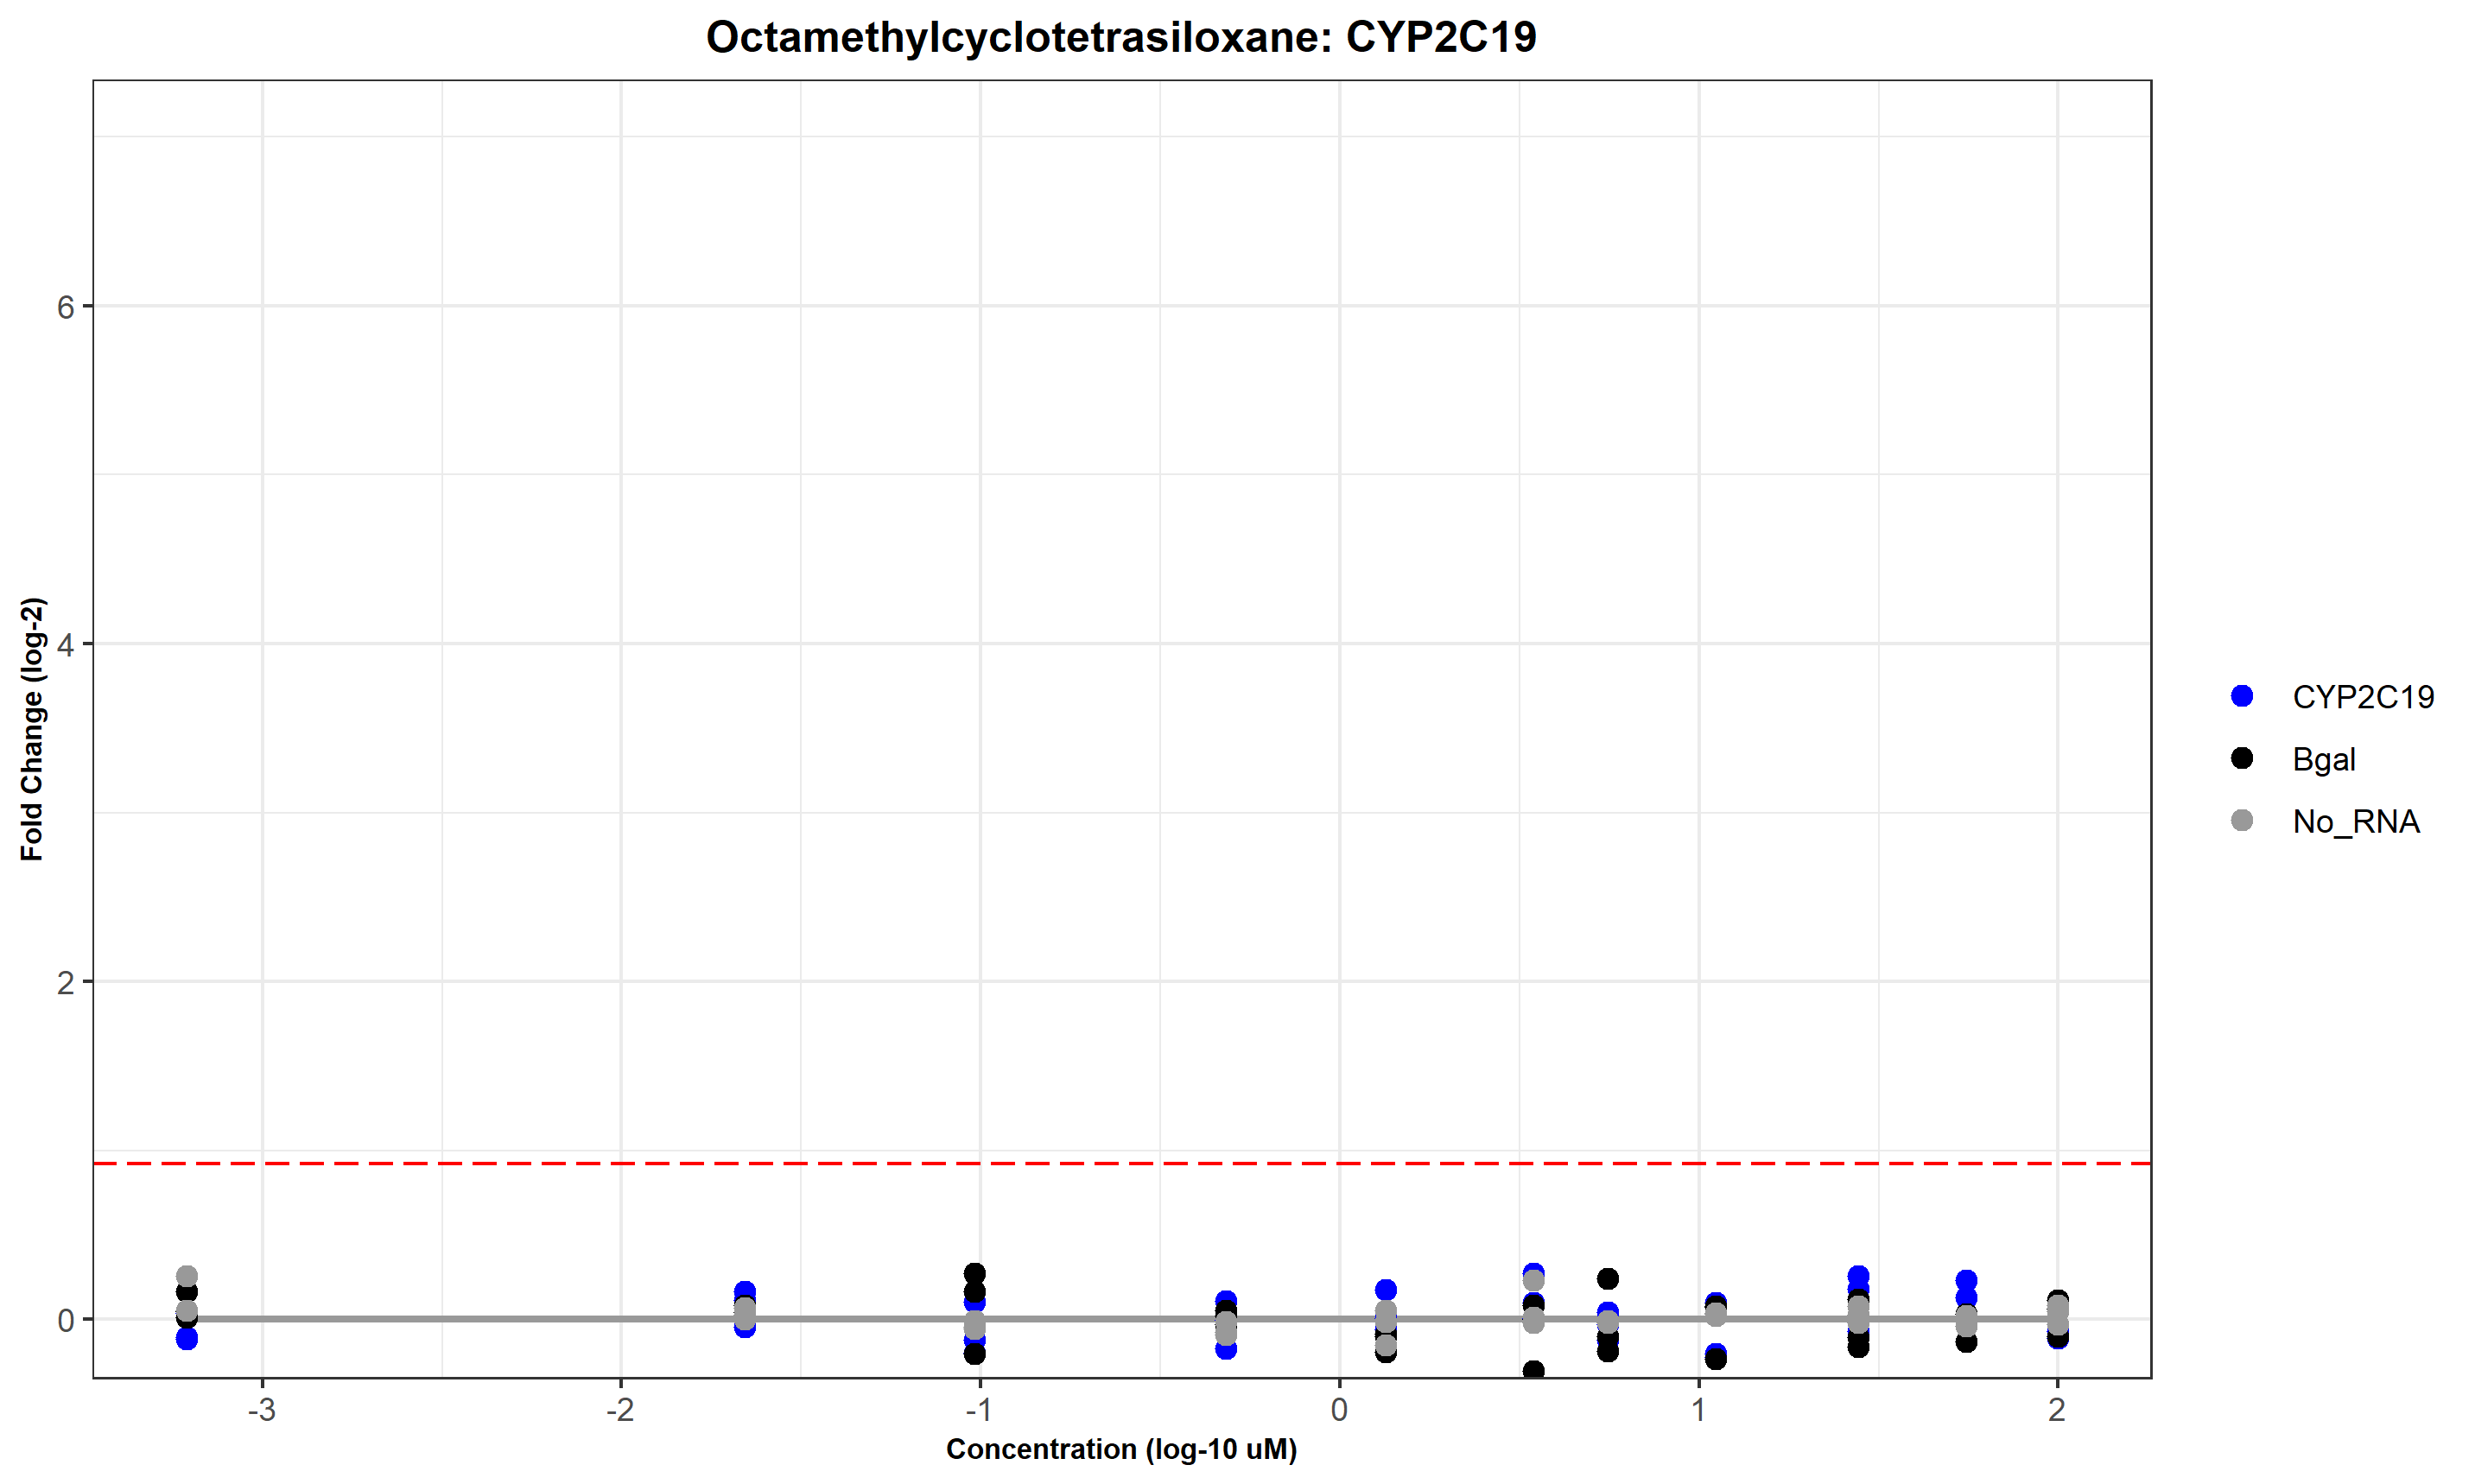 Octamethylcyclotetrasiloxane: CYP2C19
Fold Change (log-2)
6
4
2
0
-3
-2
-1
0
1
2
Concentration (log-10 uM)
CYP2C19
Bgal
No_RNA